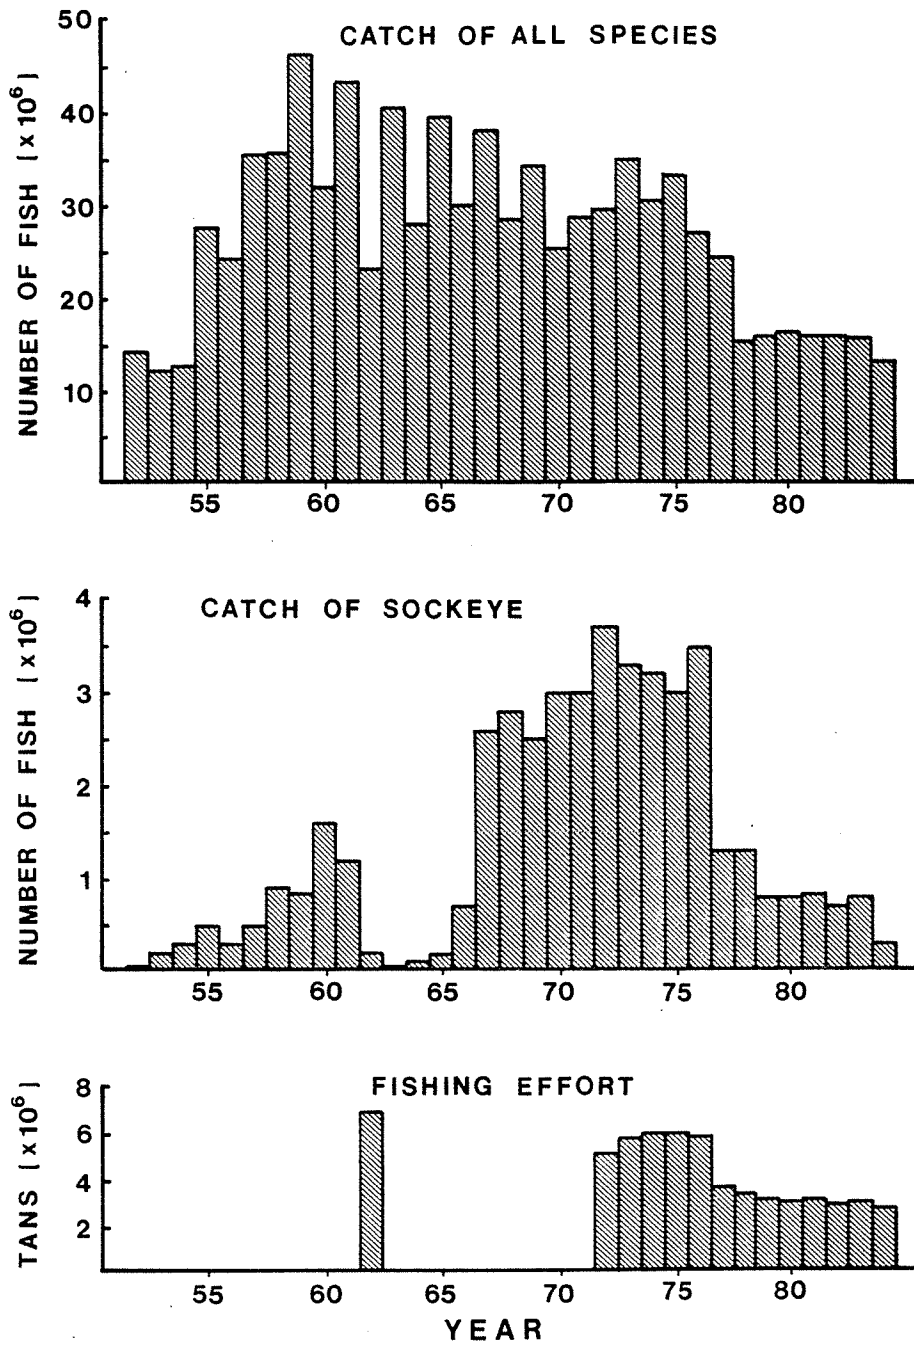 CATCH OF ALL SPECIES
NUMBER OF FISH [x10⁶]
50
40
30
20
10
55 60 65 70 75 80
CATCH OF SOCKEYE
NUMBER OF FISH [x10⁶]
4
3
2
1
55 60 65 70 75 80
FISHING EFFORT
TANS [x10⁶]
8
6
4
2
55 60 65 70 75 80
YEAR